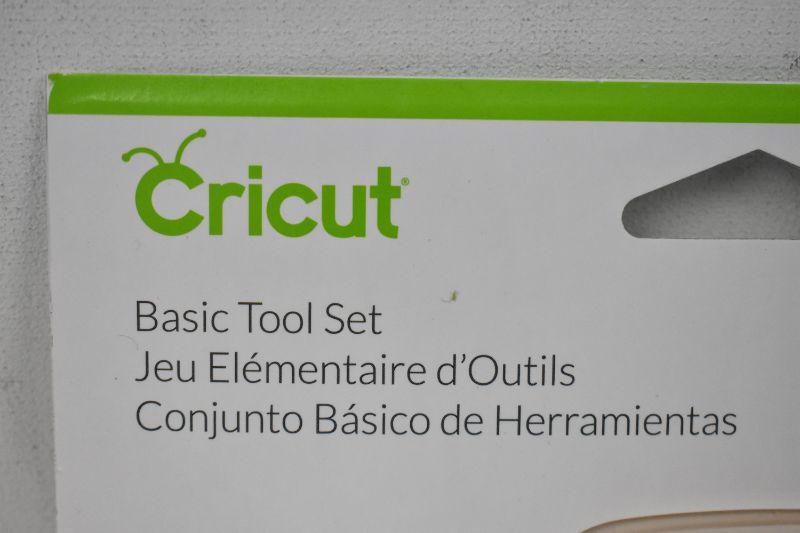 Cricut®
Basic Tool Set
Jeu Elémentaire d'Outils
Conjunto Básico de Herramientas